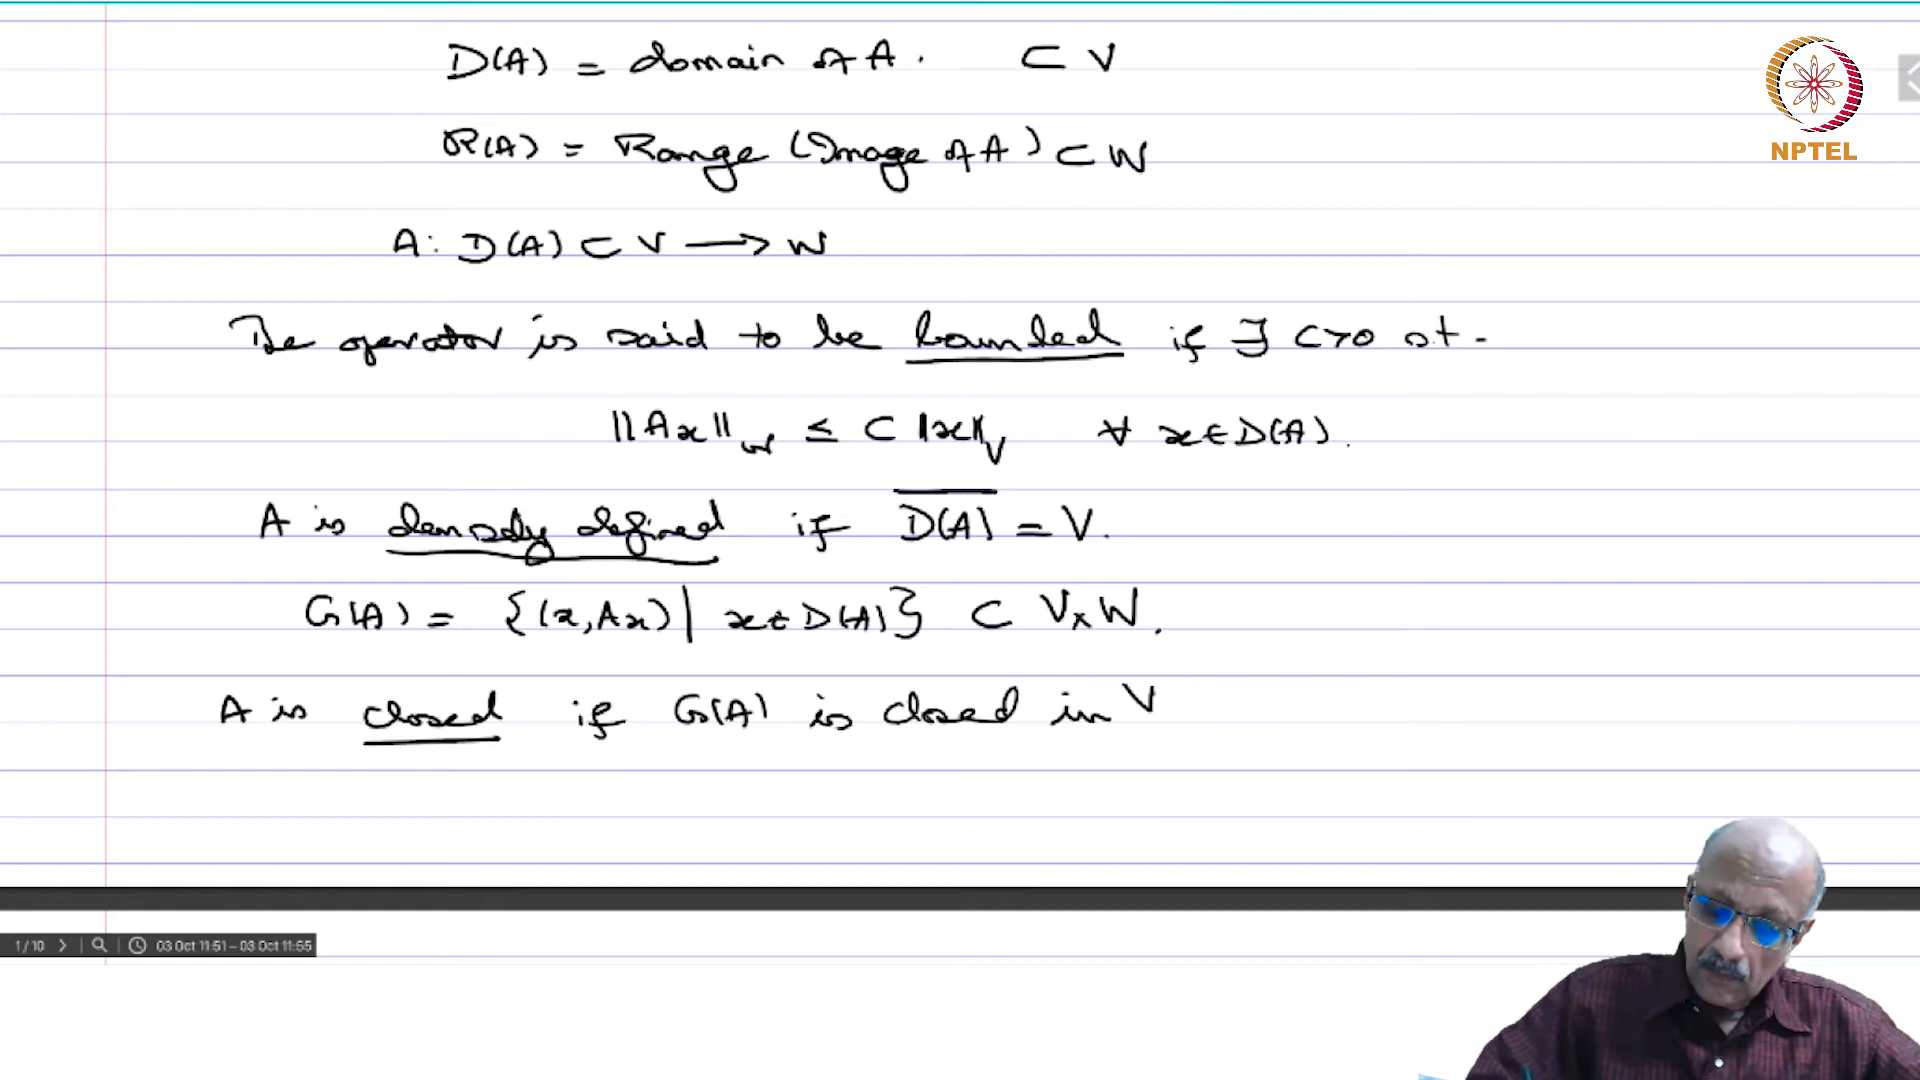 D(A) = domain of A. ⊂ V
NPTEL
R(A) = Range (Image of A) ⊂ W
A: D(A) ⊂ V → W
The operator is said to be bounded if ∃ C>0 s.t.
||Ax||_W ≤ C ||x||_V ∀ x ∈ D(A).
A is densely defined if \overline{D(A)} = V.
G(A) = {(x, Ax) | x ∈ D(A)} ⊂ V × W.
A is closed if G(A) is closed in V
1/10 > 03 Oct 11:51 – 03 Oct 11:55